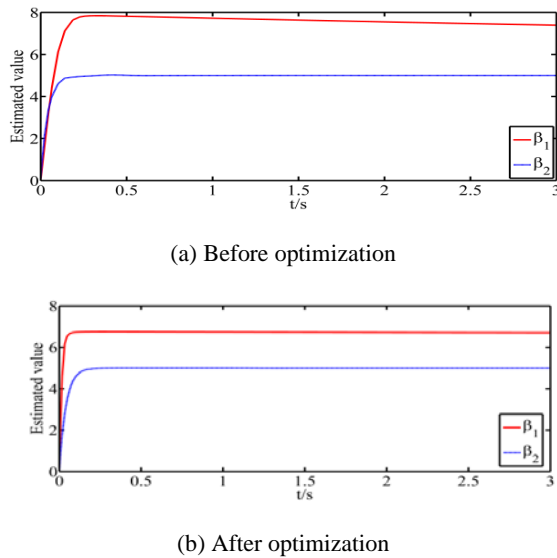 8
6
4
2
0
Estimated value
β1
β2
0 0.5 1 1.5 2 2.5 3
t/s
(a) Before optimization
8
6
4
2
0
Estimated value
β1
β2
0 0.5 1 1.5 2 2.5 3
t/s
(b) After optimization